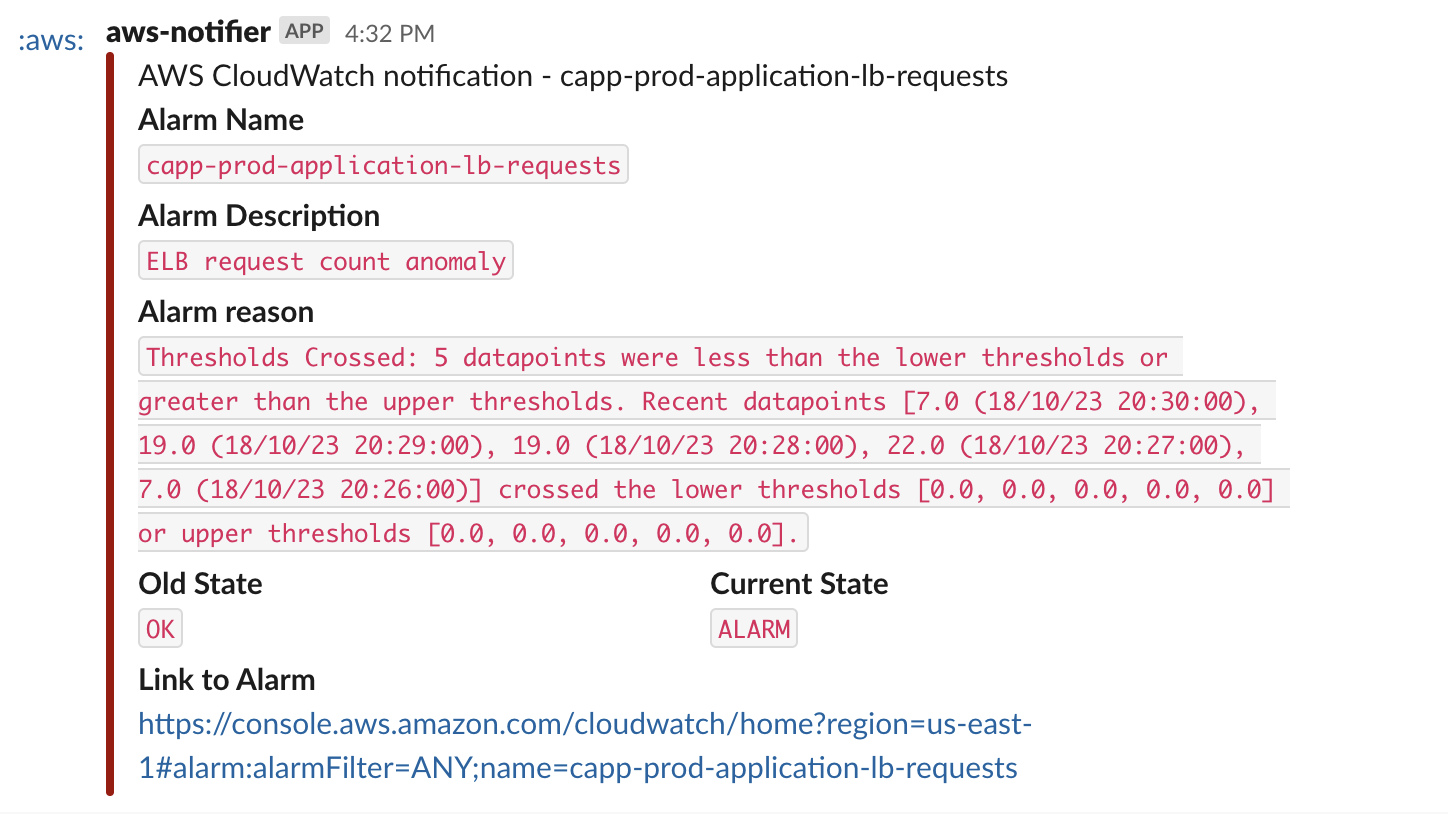 :aws: aws-notifier APP 4:32 PM
AWS CloudWatch notification - capp-prod-application-lb-requests
Alarm Name
capp-prod-application-lb-requests
Alarm Description
ELB request count anomaly
Alarm reason
Thresholds Crossed: 5 datapoints were less than the lower thresholds or
greater than the upper thresholds. Recent datapoints [7.0 (18/10/23 20:30:00),
19.0 (18/10/23 20:29:00), 19.0 (18/10/23 20:28:00), 22.0 (18/10/23 20:27:00),
7.0 (18/10/23 20:26:00)] crossed the lower thresholds [0.0, 0.0, 0.0, 0.0, 0.0]
or upper thresholds [0.0, 0.0, 0.0, 0.0, 0.0].
Old State Current State
OK ALARM
Link to Alarm
https://console.aws.amazon.com/cloudwatch/home?region=us-east-
1#alarm:alarmFilter=ANY;name=capp-prod-application-lb-requests